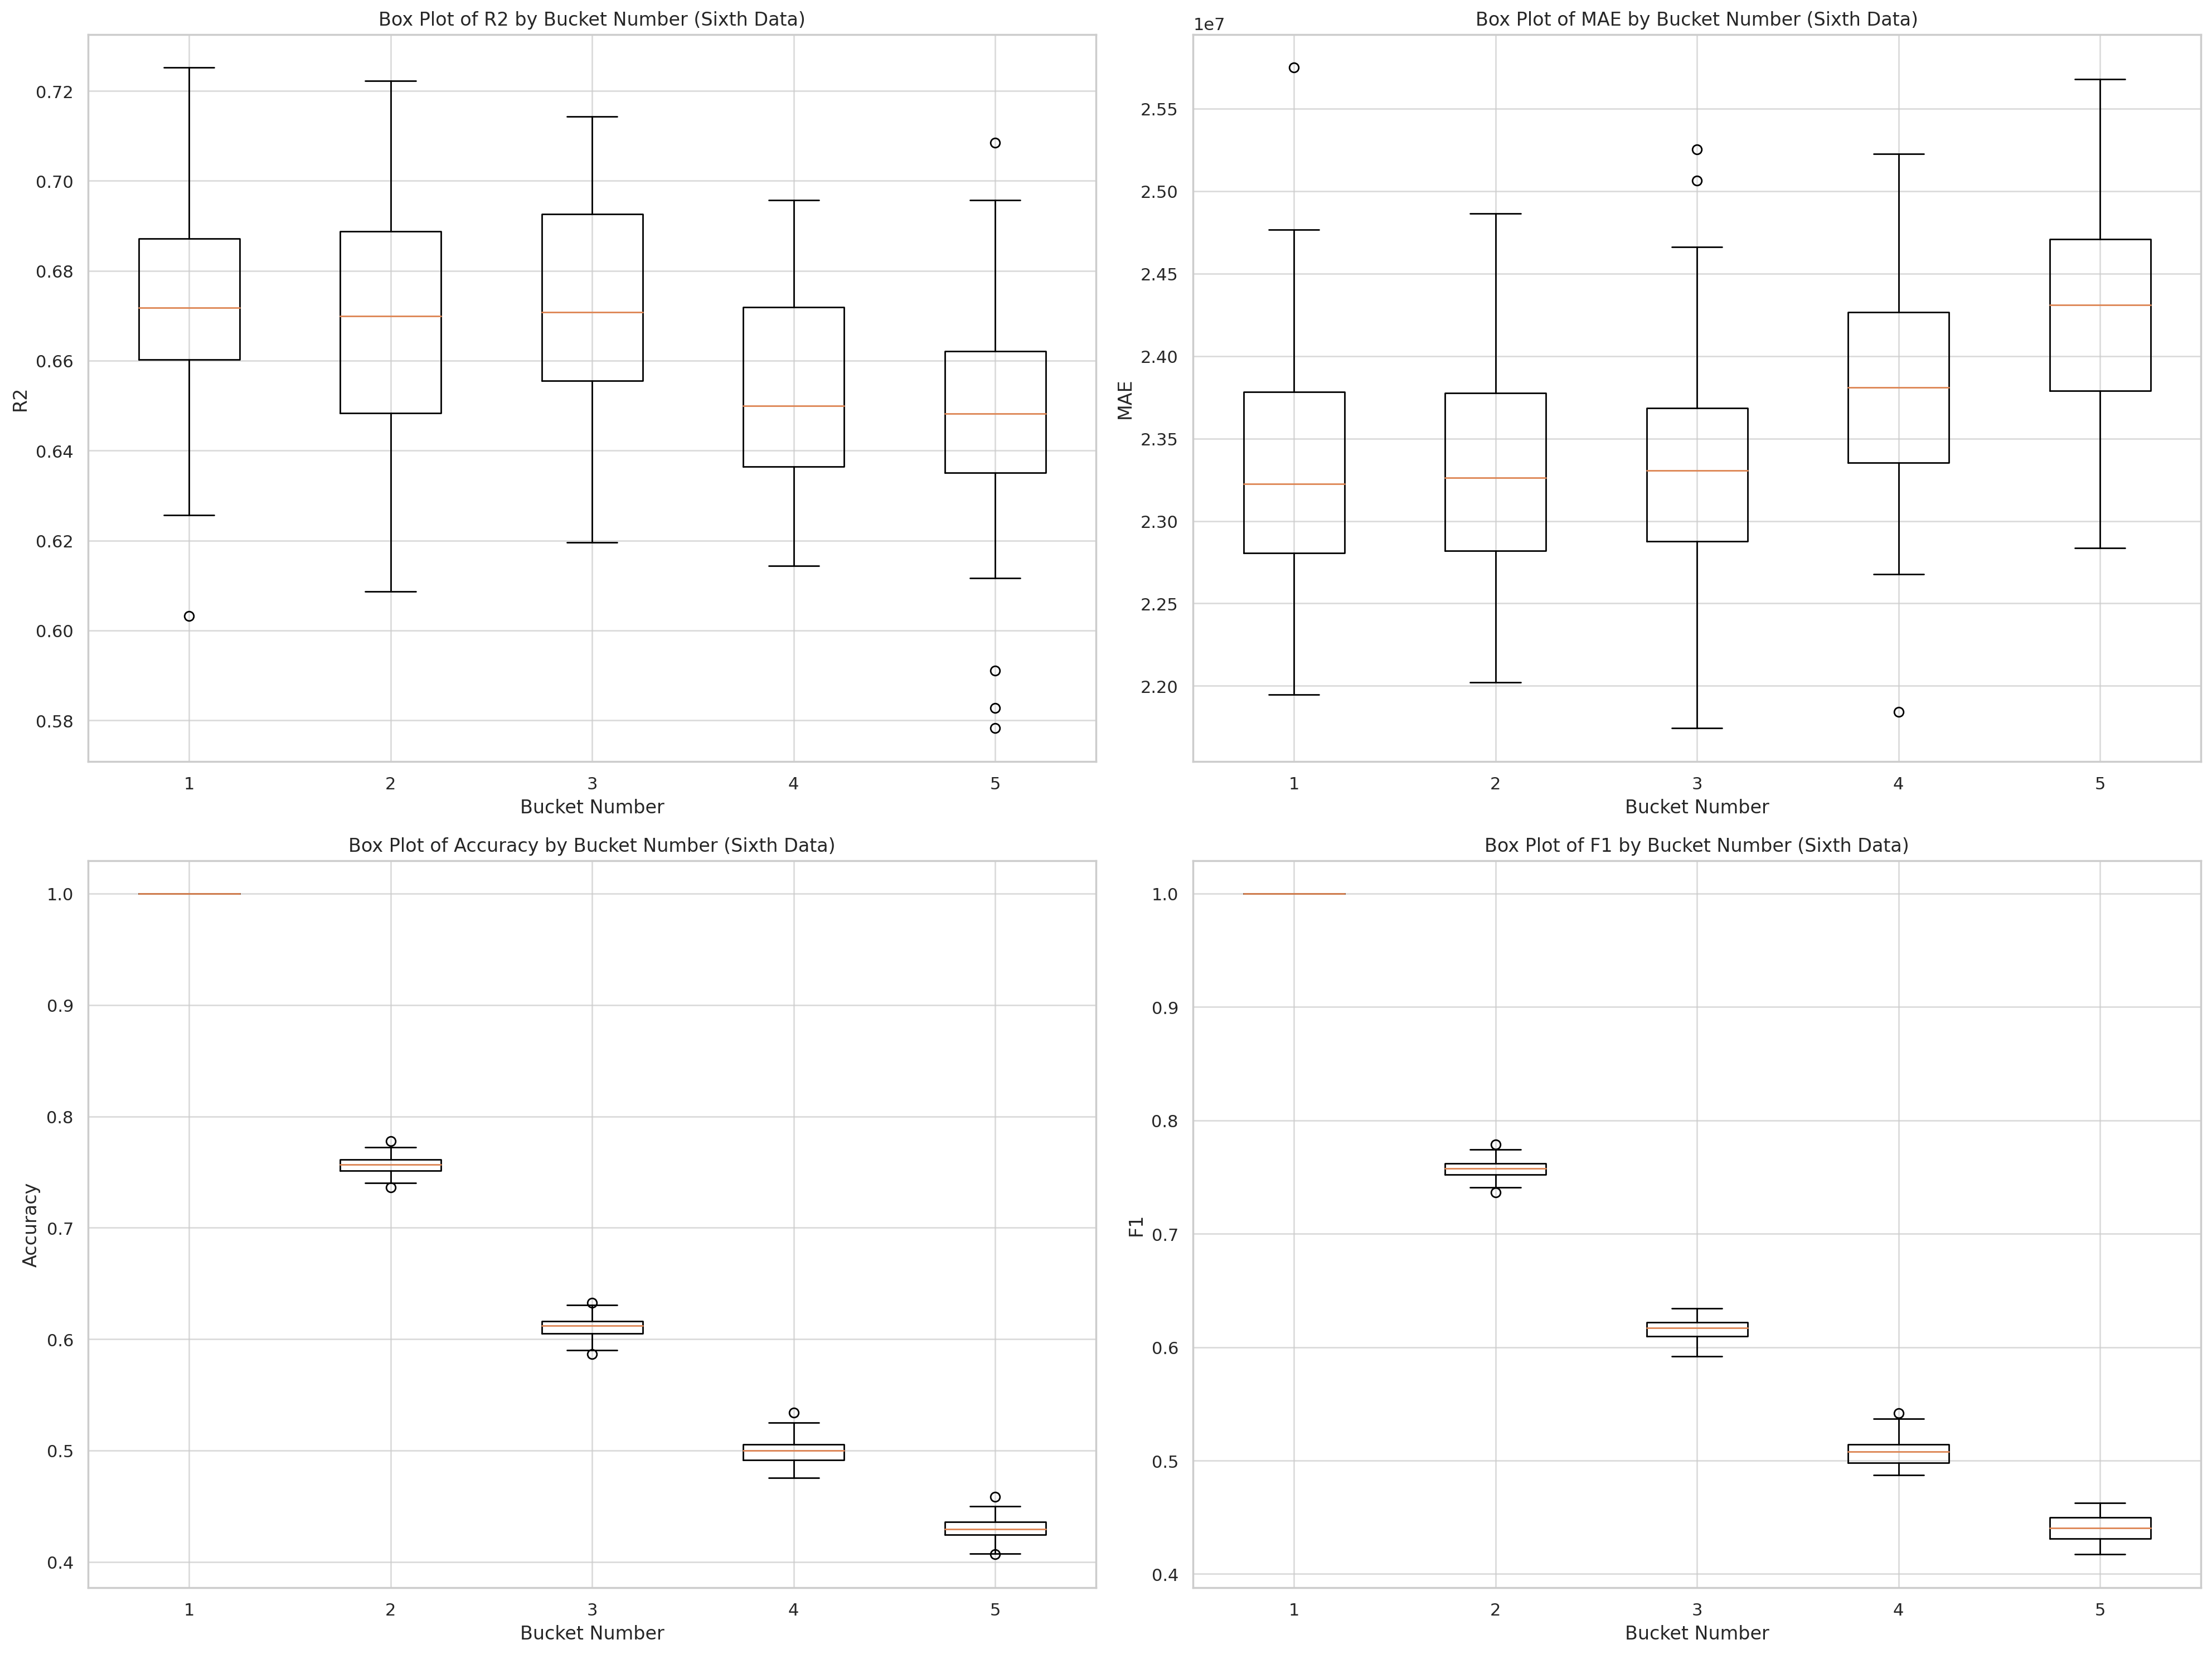 Box Plot of R2 by Bucket Number (Sixth Data)
R2
0.72
0.70
0.68
0.66
0.64
0.62
0.60
0.58
1 2 3 4 5
Bucket Number
Box Plot of MAE by Bucket Number (Sixth Data)
1e7
MAE
2.55
2.50
2.45
2.40
2.35
2.30
2.25
2.20
1 2 3 4 5
Bucket Number
Box Plot of Accuracy by Bucket Number (Sixth Data)
Accuracy
1.0
0.9
0.8
0.7
0.6
0.5
0.4
1 2 3 4 5
Bucket Number
Box Plot of F1 by Bucket Number (Sixth Data)
F1
1.0
0.9
0.8
0.7
0.6
0.5
0.4
1 2 3 4 5
Bucket Number